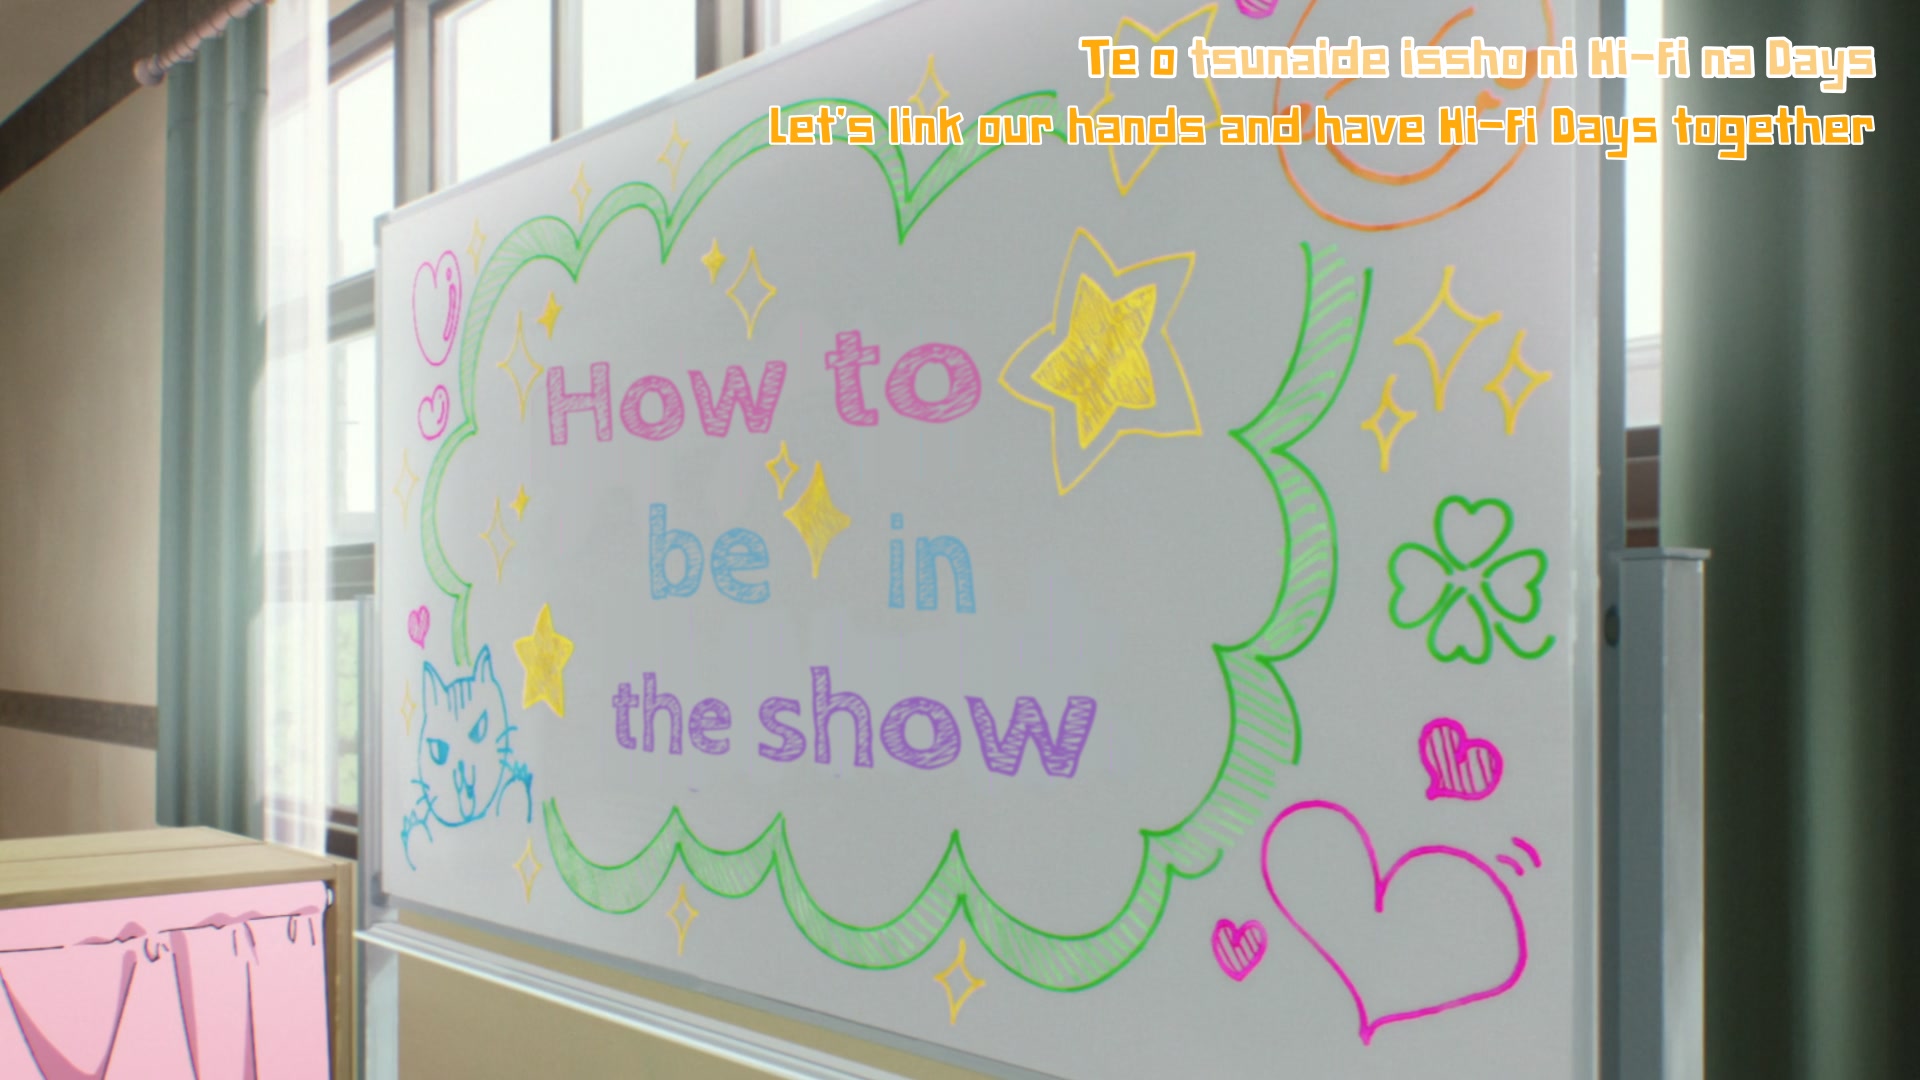 Te o tsunaide issho ni Hi-Fi na Days
Let's link our hands and have Hi-Fi Days together
How to
be in
the show